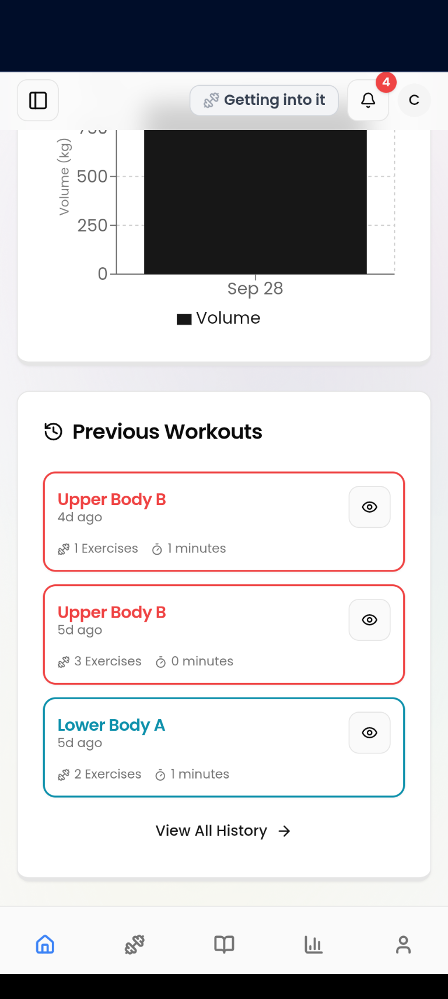 Getting into it
4
C
750
Volume (kg)
500
250
0
Sep 28
Volume
Previous Workouts
Upper Body B
4d ago
1 Exercises 1 minutes
Upper Body B
5d ago
3 Exercises 0 minutes
Lower Body A
5d ago
2 Exercises 1 minutes
View All History